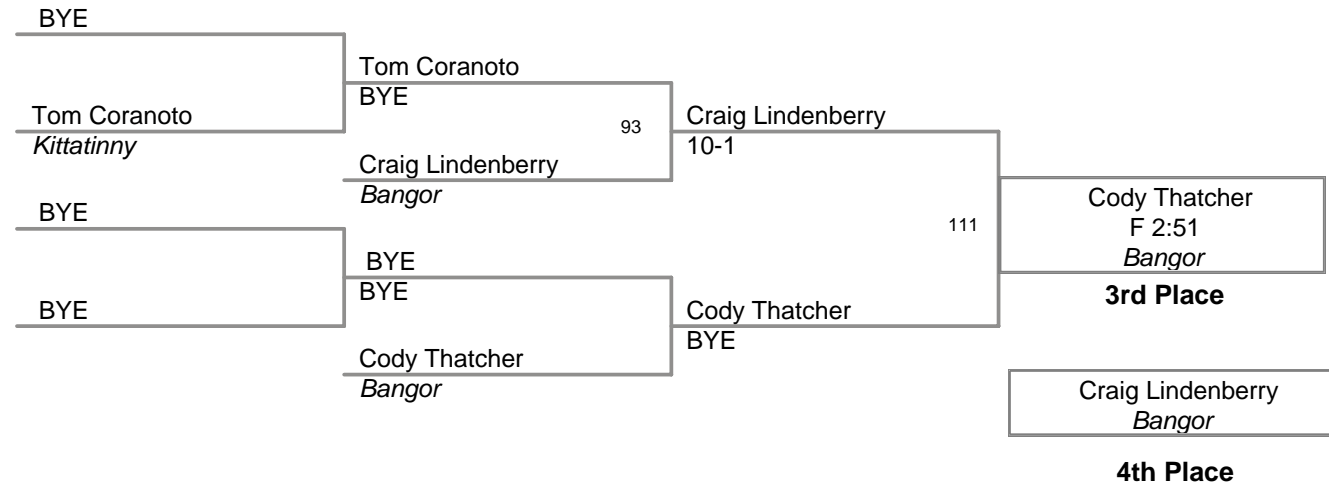 BYE
Tom Coranoto
BYE
Tom Coranoto
Kittatinny
93
Craig Lindenberry
10-1
Craig Lindenberry
Bangor
BYE
111
Cody Thatcher
F 2:51
Bangor
3rd Place
BYE
BYE
BYE
Cody Thatcher
BYE
Cody Thatcher
Bangor
Craig Lindenberry
Bangor
4th Place